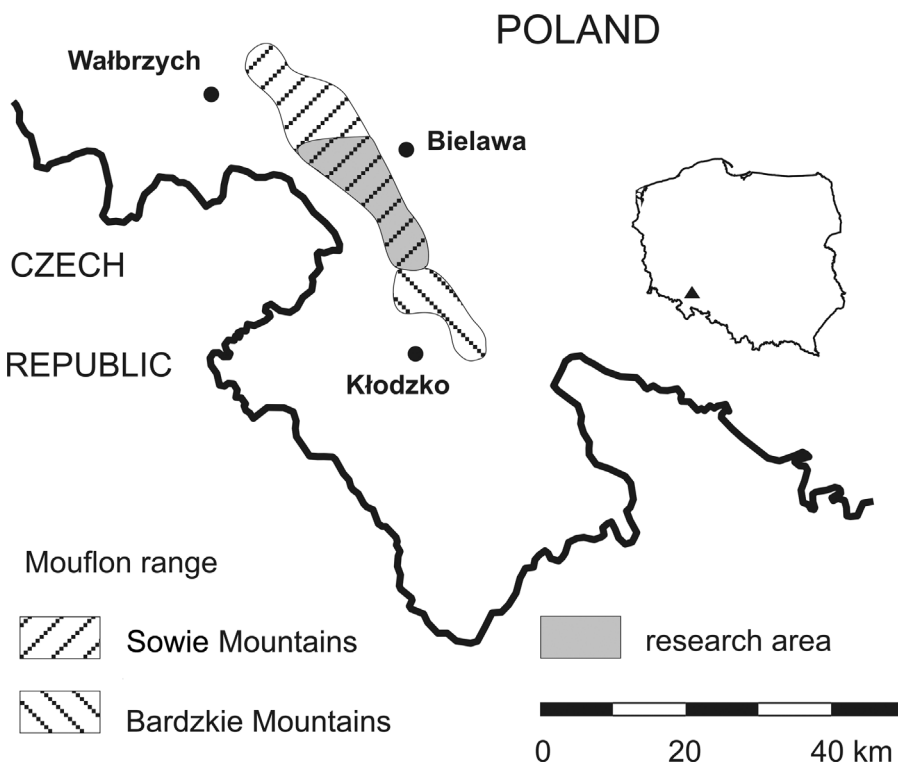 POLAND
Wałbrzych
Bielawa
CZECH
REPUBLIC
Kłodzko
Mouflon range
Sowie Mountains
research area
Bardzkie Mountains
0 20 40 km